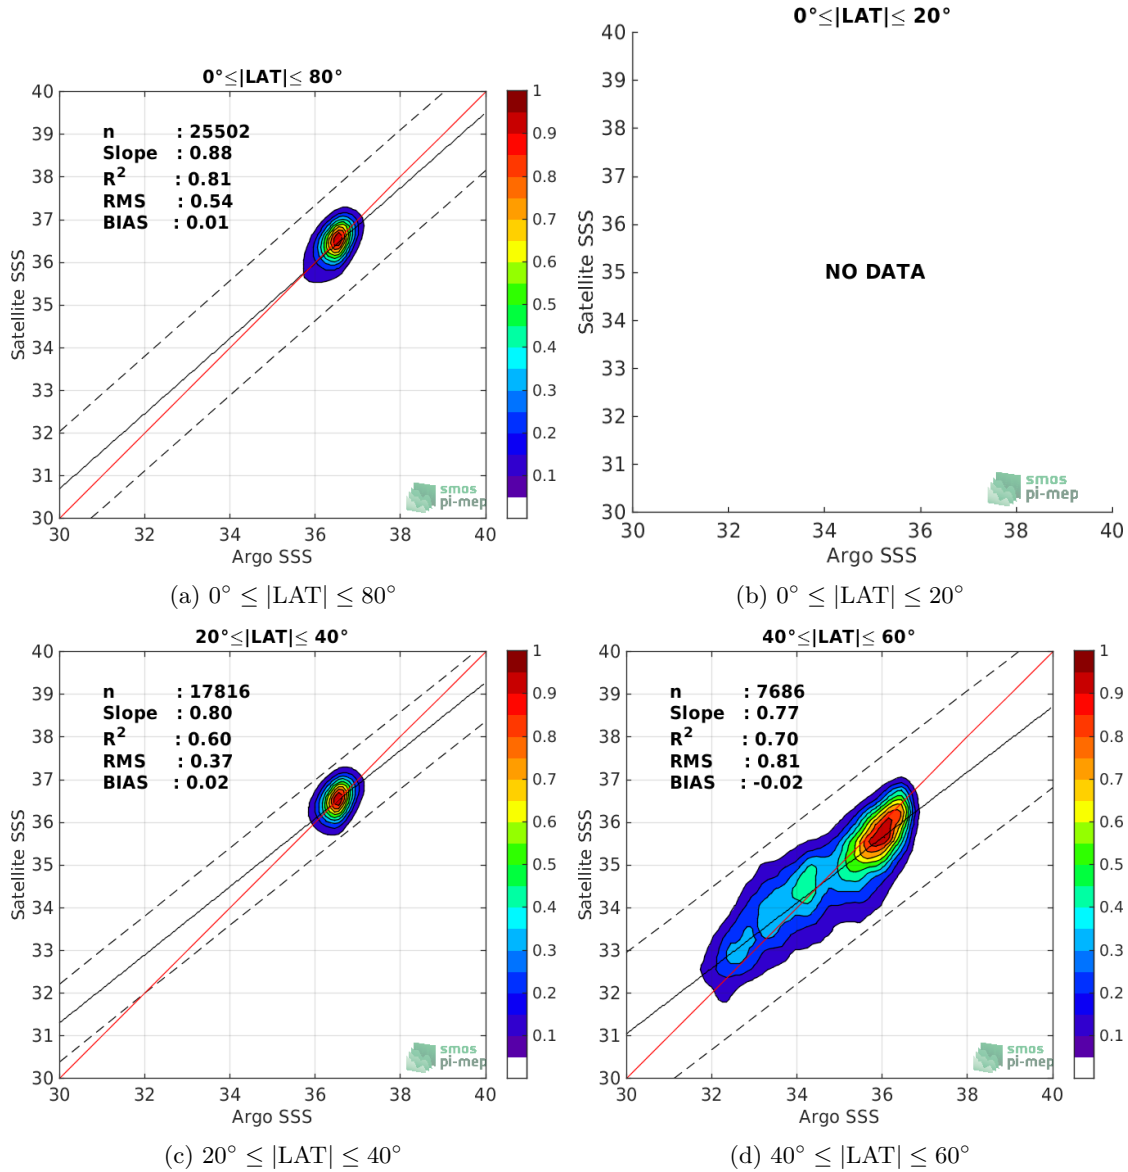 0°≤|LAT|≤ 80°
40
39
38
37
36
35
34
33
32
31
30
Satellite SSS
n : 25502
Slope : 0.88
R² : 0.81
RMS : 0.54
BIAS : 0.01
smos
pi-mep
30 32 34 36 38 40
Argo SSS
1
0.9
0.8
0.7
0.6
0.5
0.4
0.3
0.2
0.1
(a) 0° ≤ |LAT| ≤ 80°
0°≤|LAT|≤ 20°
40
39
38
37
36
35
34
33
32
31
30
Satellite SSS
NO DATA
smos
pi-mep
30 32 34 36 38 40
Argo SSS
(b) 0° ≤ |LAT| ≤ 20°
20°≤|LAT|≤ 40°
40
39
38
37
36
35
34
33
32
31
30
Satellite SSS
n : 17816
Slope : 0.80
R² : 0.60
RMS : 0.37
BIAS : 0.02
smos
pi-mep
30 32 34 36 38 40
Argo SSS
1
0.9
0.8
0.7
0.6
0.5
0.4
0.3
0.2
0.1
(c) 20° ≤ |LAT| ≤ 40°
40°≤|LAT|≤ 60°
40
39
38
37
36
35
34
33
32
31
30
Satellite SSS
n : 7686
Slope : 0.77
R² : 0.70
RMS : 0.81
BIAS : -0.02
smos
pi-mep
30 32 34 36 38 40
Argo SSS
1
0.9
0.8
0.7
0.6
0.5
0.4
0.3
0.2
0.1
(d) 40° ≤ |LAT| ≤ 60°